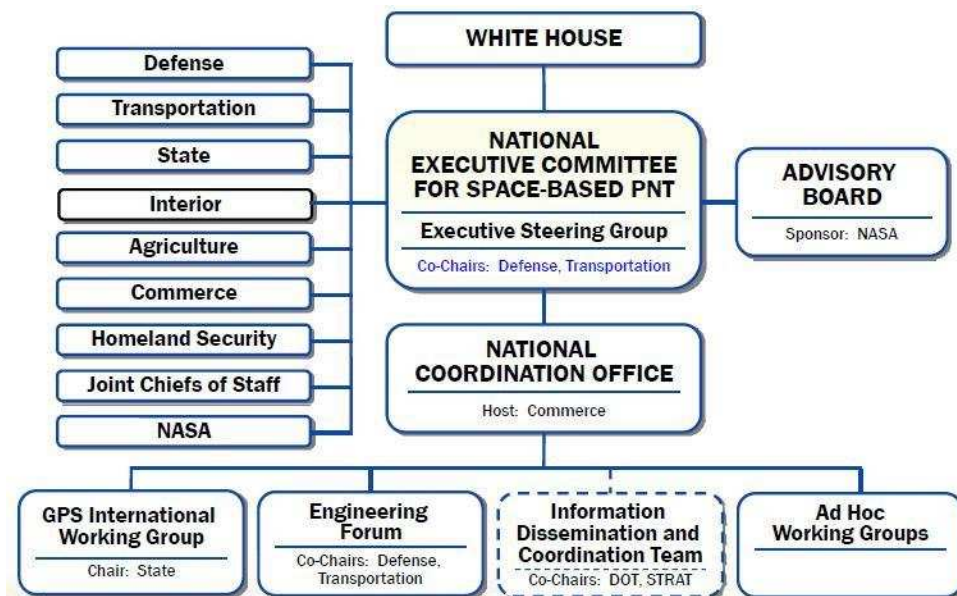 WHITE HOUSE
Defense
Transportation
State
Interior
Agriculture
Commerce
Homeland Security
Joint Chiefs of Staff
NASA
NATIONAL
EXECUTIVE COMMITTEE
FOR SPACE-BASED PNT
Executive Steering Group
Co-Chairs: Defense, Transportation
ADVISORY
BOARD
Sponsor: NASA
NATIONAL
COORDINATION OFFICE
Host: Commerce
GPS International
Working Group
Chair: State
Engineering
Forum
Co-Chairs: Defense,
Transportation
Information
Dissemination and
Coordination Team
Co-Chairs: DOT, STRAT
Ad Hoc
Working Groups